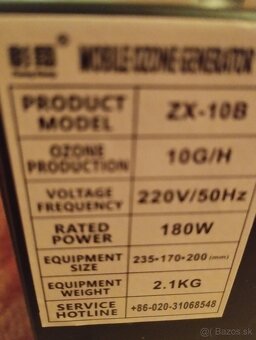 MOBILE OZONE GENERATOR
PRODUCT MODEL ZX-10B
OZONE PRODUCTION 10G/H
VOLTAGE FREQUENCY 220V/50Hz
RATED POWER 180W
EQUIPMENT SIZE 235*170*200(mm)
EQUIPMENT WEIGHT 2.1KG
SERVICE HOTLINE +86-020-31068548
Bazar.sk